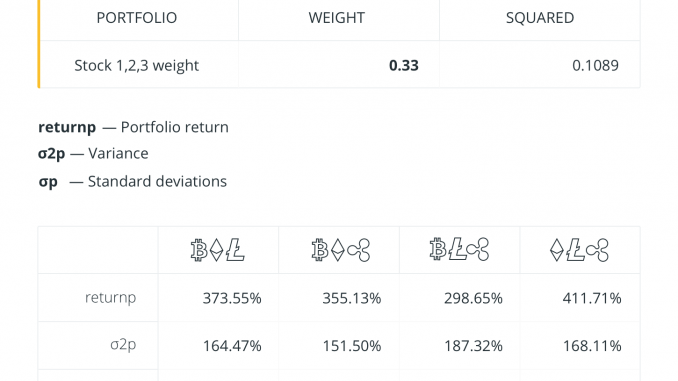 PORTFOLIO WEIGHT SQUARED
Stock 1,2,3 weight 0.33 0.1089
returnp — Portfolio return
σ2p — Variance
σp — Standard deviations
returnp 373.55% 355.13% 298.65% 411.71%
σ2p 164.47% 151.50% 187.32% 168.11%